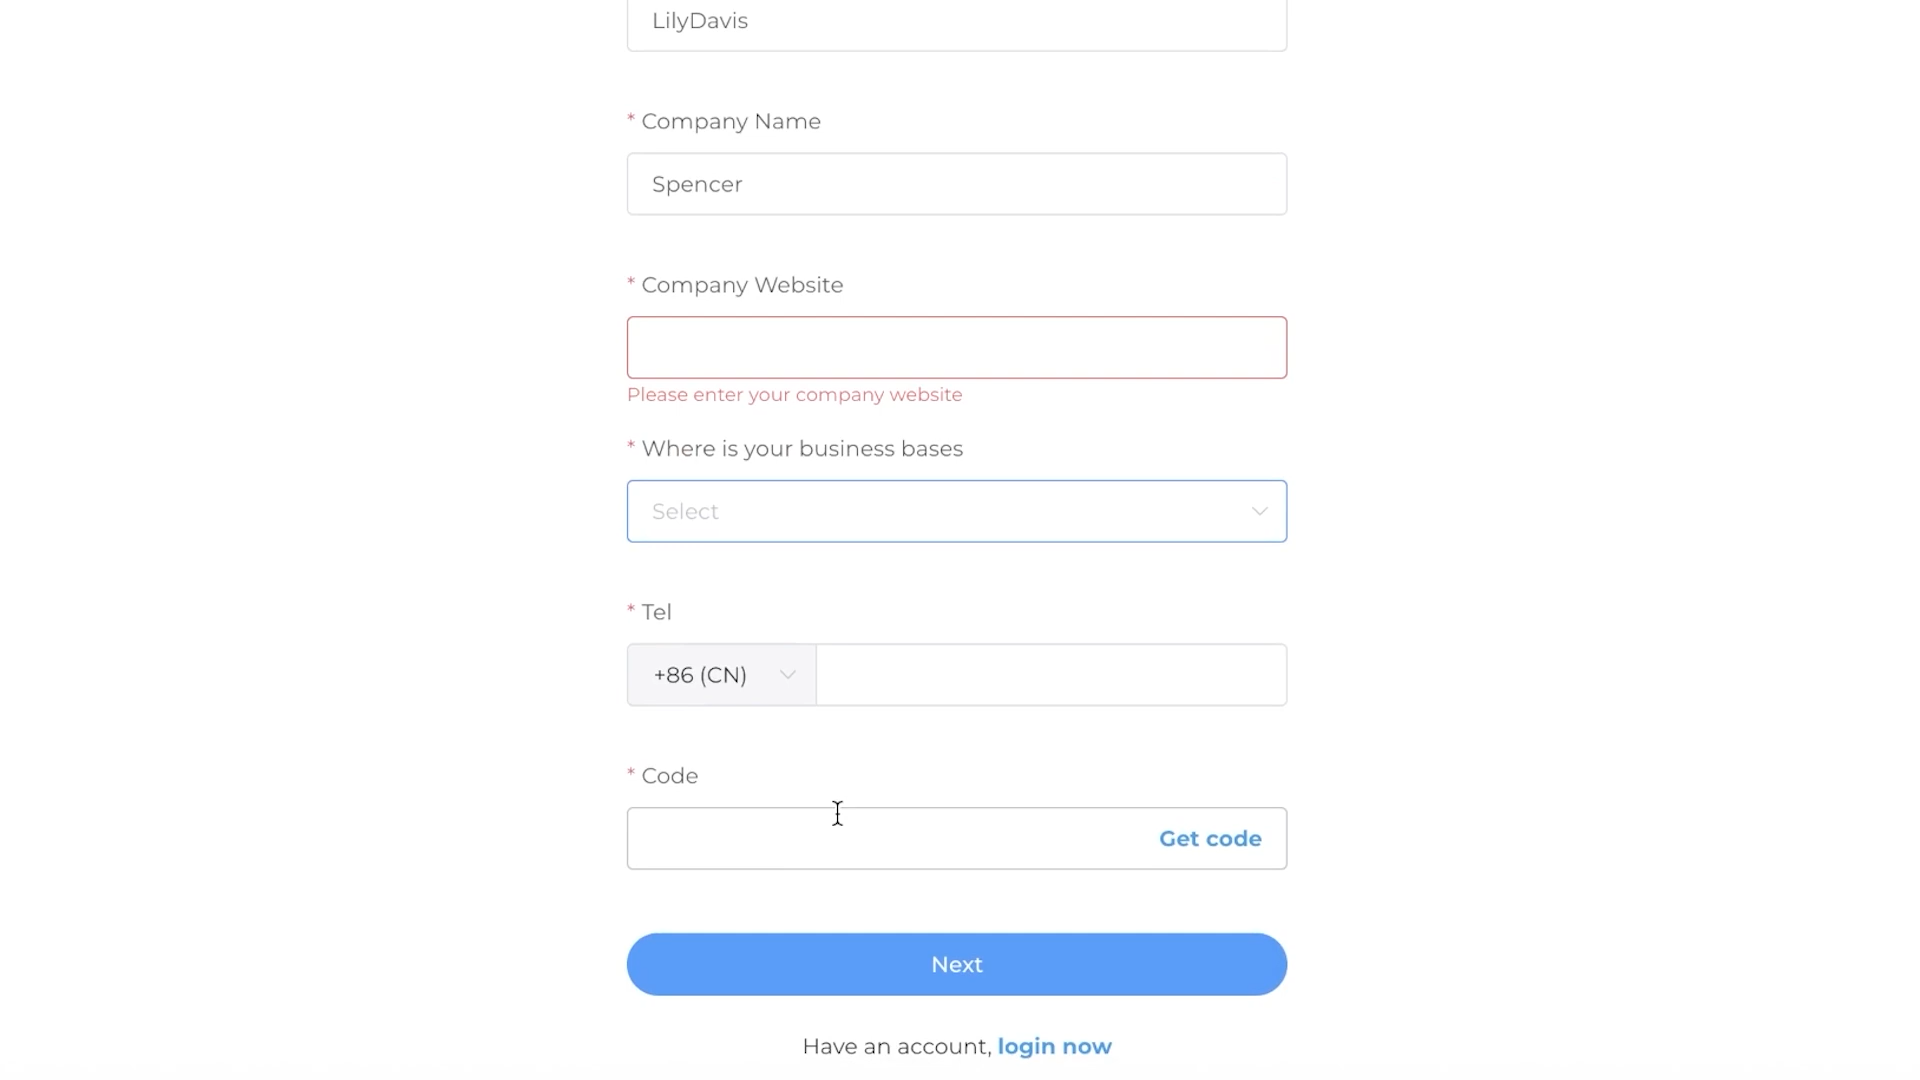 LilyDavis
* Company Name
Spencer
* Company Website
Please enter your company website
* Where is your business bases
Select
* Tel
+86 (CN)
* Code
Get code
Next
Have an account, login now